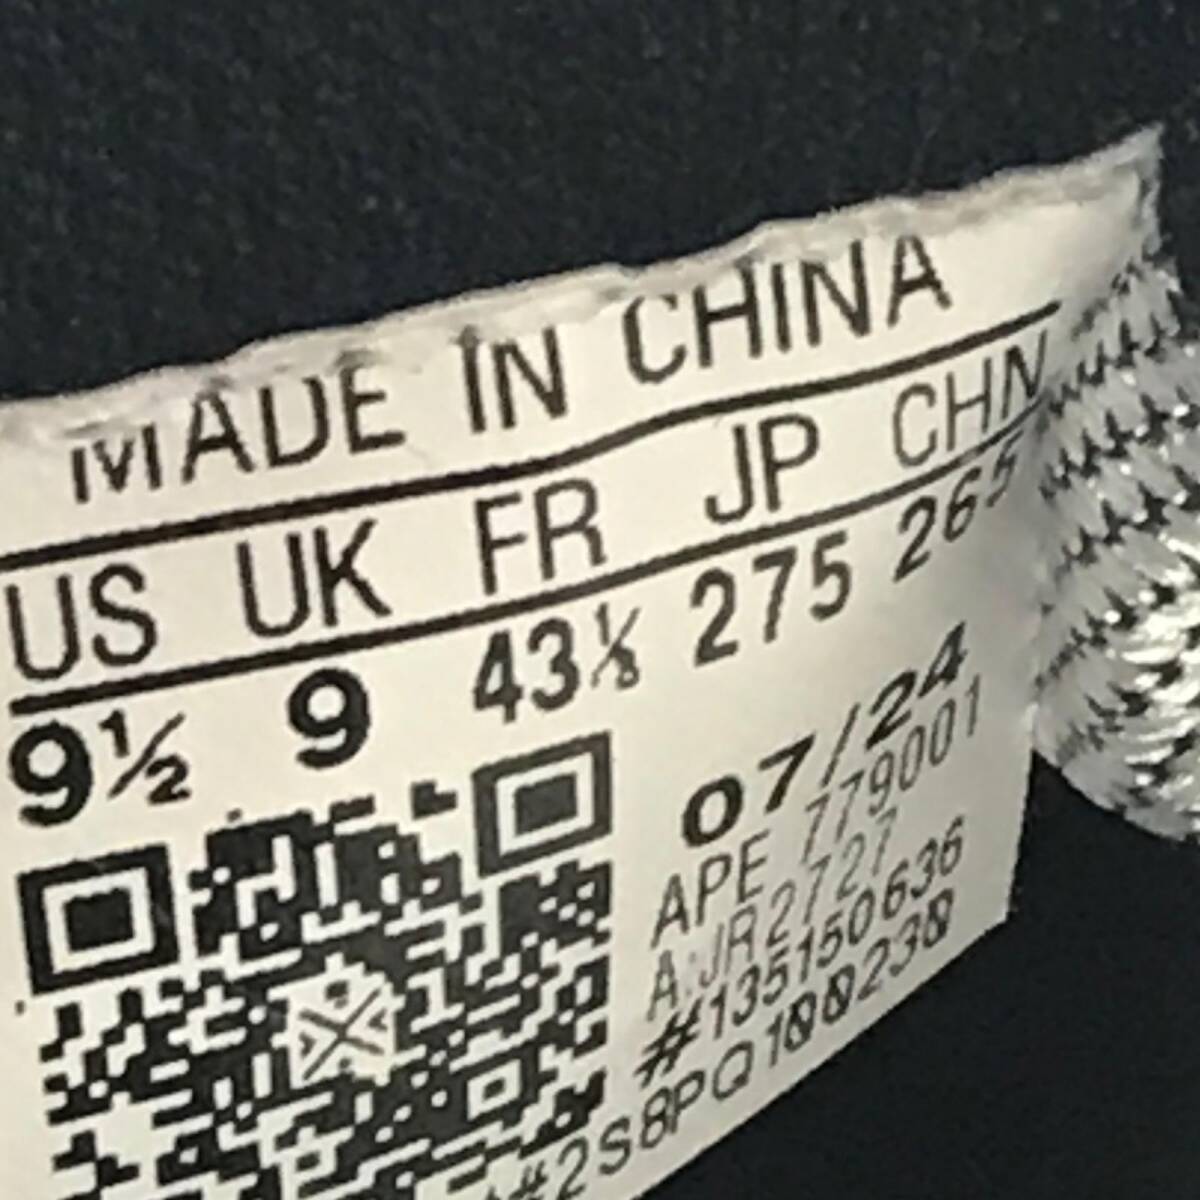 MADE IN CHINA
US UK FR JP CHN
9½ 9 43⅓ 275 265
07/24
APE 779001
A:JR2727
#135150636
#2S8PQ100230